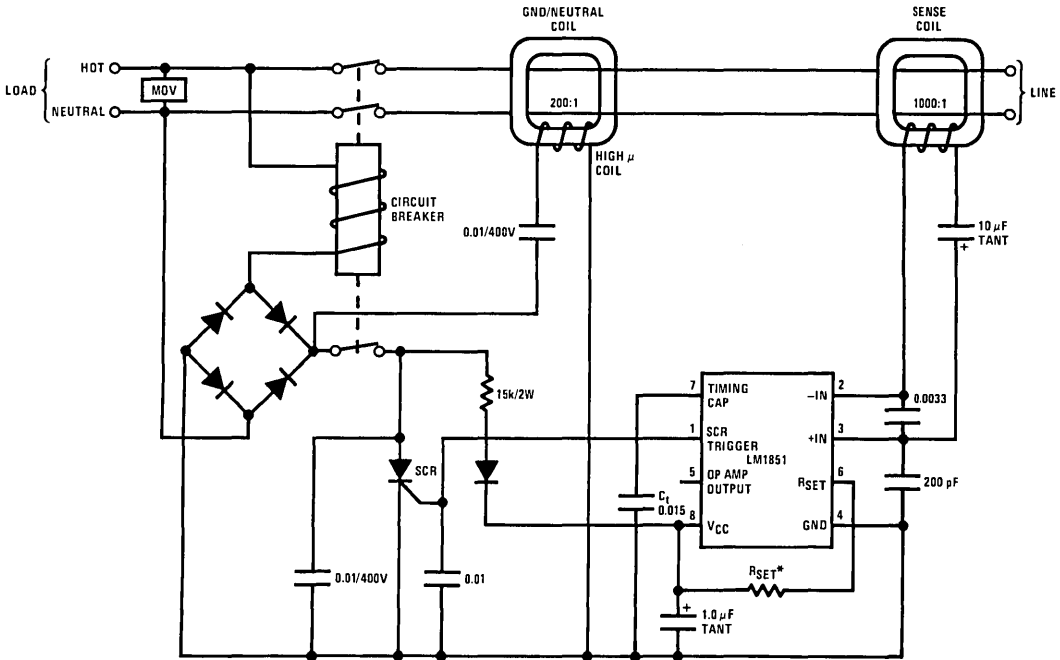 GND/NEUTRAL
COIL
SENSE
COIL
LOAD
HOT
MOV
NEUTRAL
200:1
1000:1
LINE
HIGH μ
COIL
CIRCUIT
BREAKER
0.01/400V
10 μF
TANT
+
15k/2W
7
TIMING
CAP
2
–IN
0.0033
1
SCR
TRIGGER
3
+IN
LM1851
SCR
5
OP AMP
OUTPUT
6
RSET
200 pF
Ct
0.015
8
VCC
4
GND
0.01/400V
0.01
RSET*
+
1.0 μF
TANT